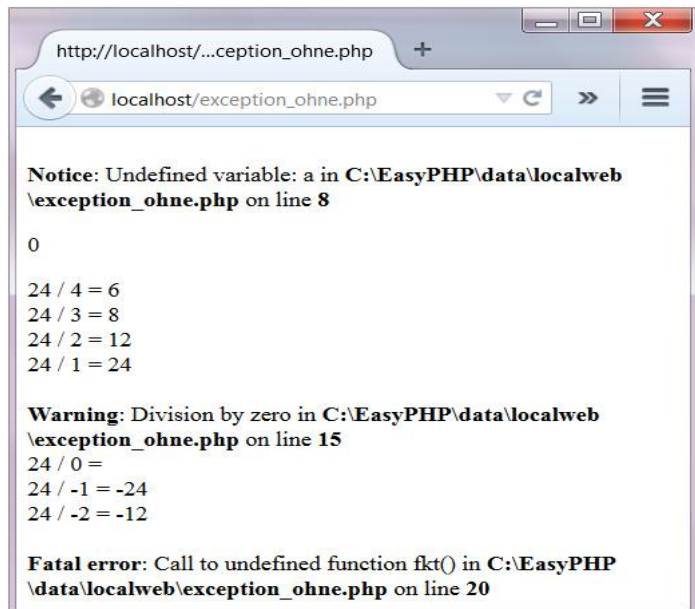 http://localhost/...ception_ohne.php
localhost/exception_ohne.php
Notice: Undefined variable: a in C:\EasyPHP\data\localweb
\exception_ohne.php on line 8
0
24 / 4 = 6
24 / 3 = 8
24 / 2 = 12
24 / 1 = 24
Warning: Division by zero in C:\EasyPHP\data\localweb
\exception_ohne.php on line 15
24 / 0 =
24 / -1 = -24
24 / -2 = -12
Fatal error: Call to undefined function fkt() in C:\EasyPHP
\data\localweb\exception_ohne.php on line 20